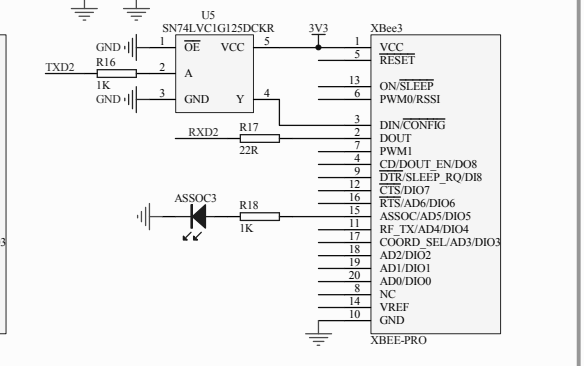 U5
SN74LVC1G125DCKR
3V3
XBee3
GND 1 OE VCC 5
1 VCC
5 RESET
TXD2 R16 2 A
1K
13 ON/SLEEP
6 PWM0/RSSI
GND 3 GND Y 4
3 DIN/CONFIG
RXD2 R17 2 DOUT
22R
7 PWM1
4 CD/DOUT_EN/DO8
9 DTR/SLEEP_RQ/DI8
12 CTS/DIO7
16 RTS/AD6/DIO6
ASSOC3 R18 15 ASSOC/AD5/DIO5
1K
11 RF_TX/AD4/DIO4
17 COORD_SEL/AD3/DIO3
18 AD2/DIO2
19 AD1/DIO1
20 AD0/DIO0
8 NC
14 VREF
10 GND
XBEE-PRO